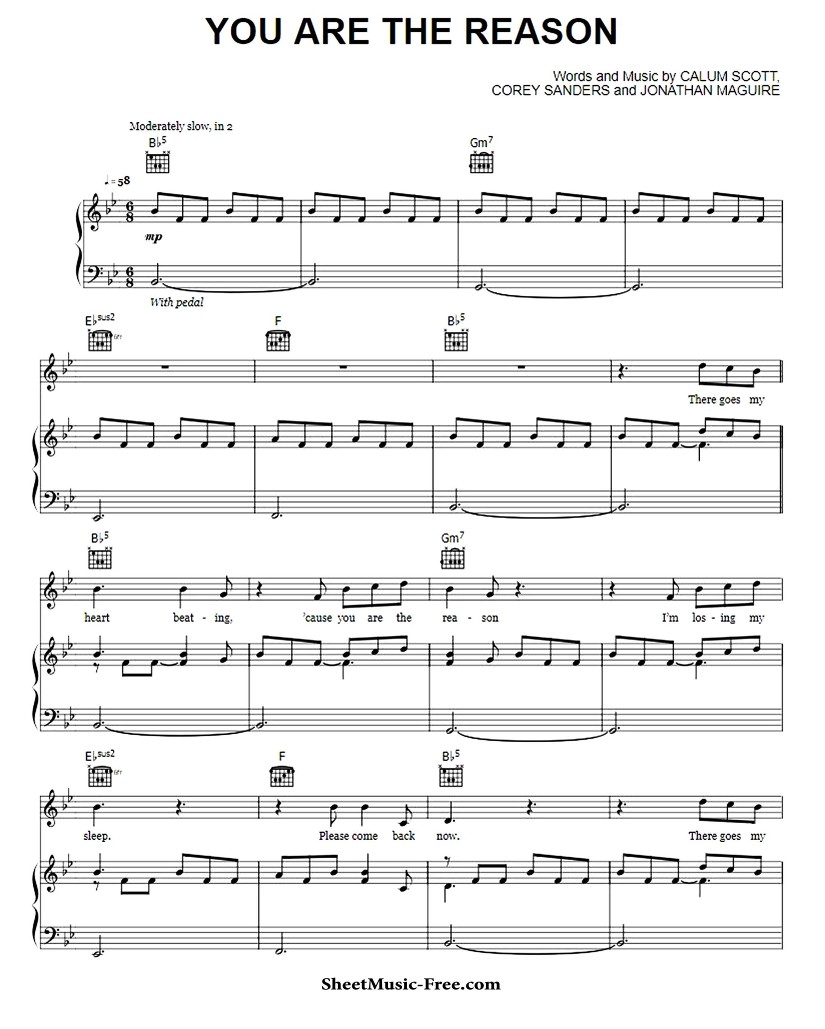 YOU ARE THE REASON
Words and Music by CALUM SCOTT,
COREY SANDERS and JONATHAN MAGUIRE
Moderately slow, in 2
B♭5 Gm7
♩. = 58
6 8
mp
6 8
With pedal
E♭sus2 F B♭5
6fr
There goes my
B♭5 Gm7
heart beat - ing, 'cause you are the rea - son I'm los - ing my
E♭sus2 F B♭5
6fr
sleep. Please come back now. There goes my
SheetMusic-Free.com